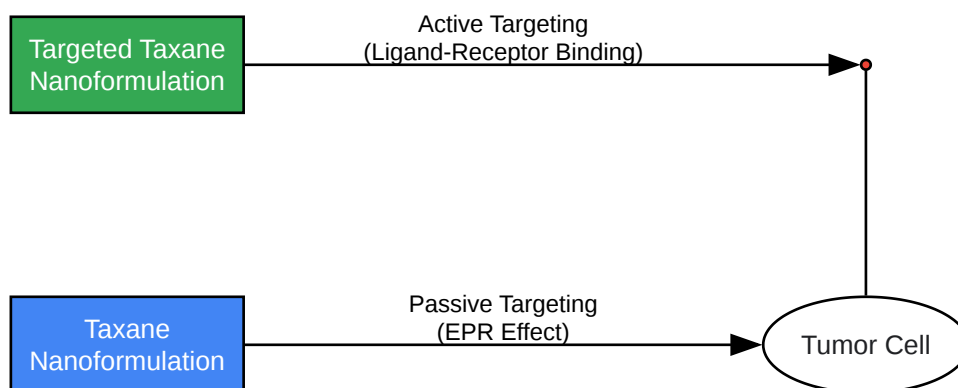 Active Targeting
(Ligand-Receptor Binding)
Targeted Taxane
Nanoformulation
Passive Targeting
(EPR Effect)
Taxane
Nanoformulation
Tumor Cell